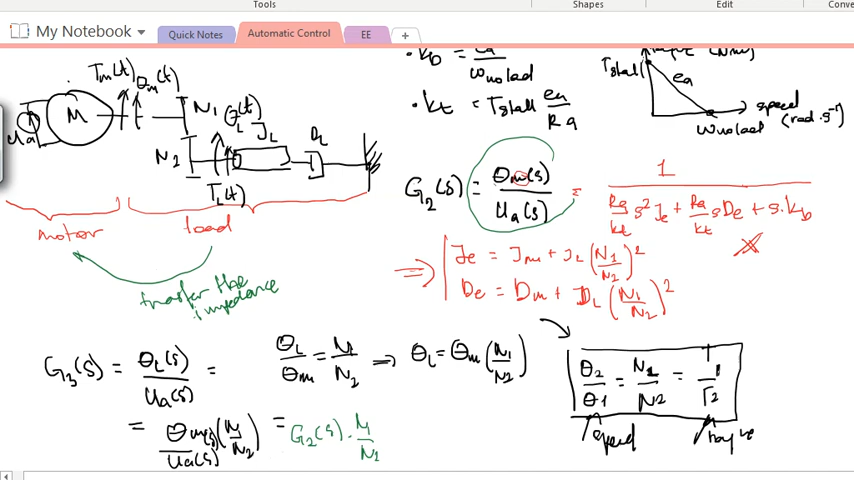 Tools Shapes Edit Conve
My Notebook Quick Notes Automatic Control EE +
Tm(t) θm(t)
M
ua
N1
θL(t)
JL
DL
N2
TL(t)
motor load
transfer the
impedance
• kb = ea / ωnoload
• kt = Tstall ea / Ra
Tstall
ea
speed
ωnoload (rad.s⁻¹)
G2(s) = θm(s) / Ua(s) = 1 / (Ra/kt s² Je + Ra/kt s De + s.kb)
⇒ Je = Jm + JL (N1/N2)²
De = Dm + DL (N1/N2)²
G3(s) = θL(s) / Ua(s) =
θL/θm = N1/N2 ⇒ θL = θm (N1/N2)
= θm(s) / Ua(s) (N1/N2) = G2(s) . N1/N2
θ2/θ1 = N1/N2 =
speed